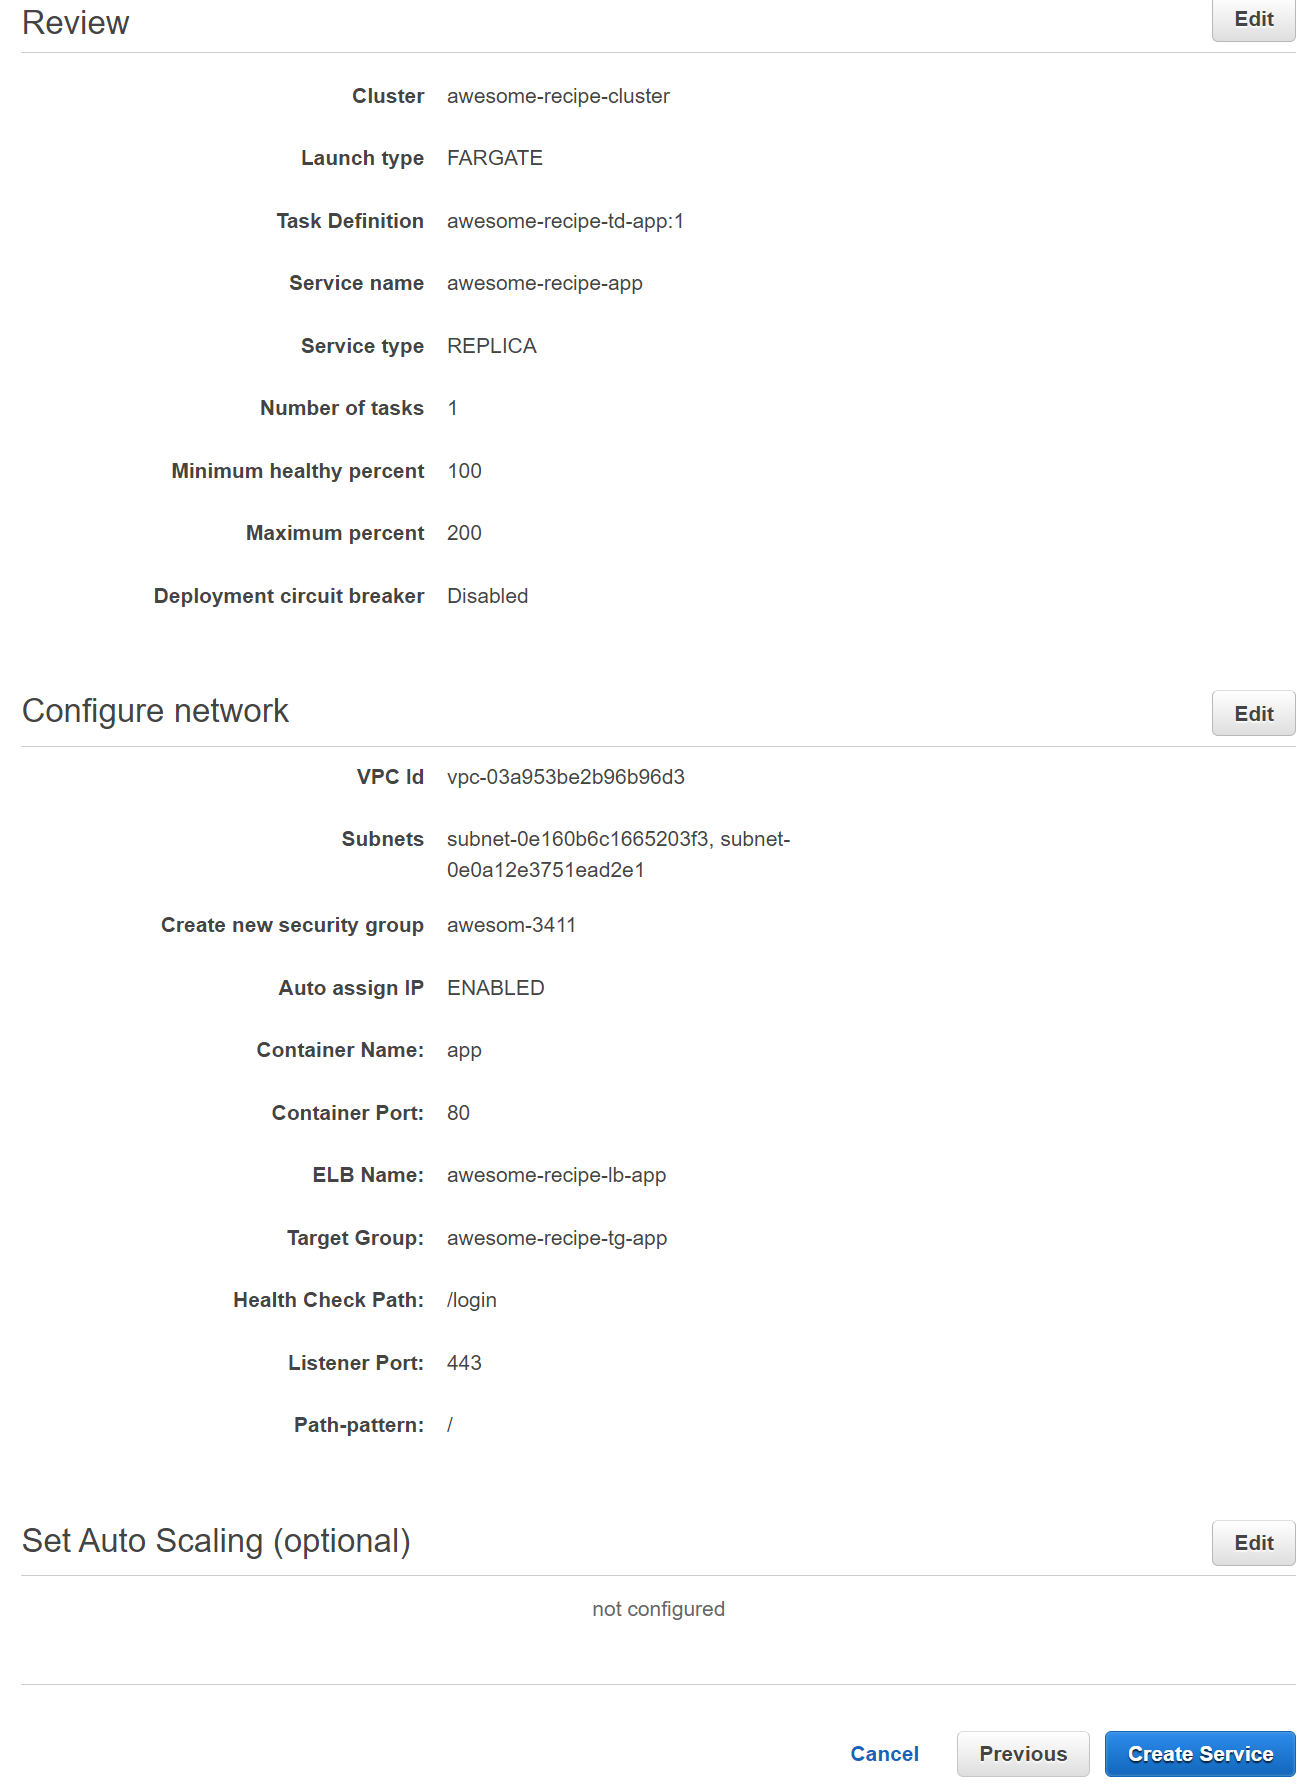 Review
Edit
Cluster awesome-recipe-cluster
Launch type FARGATE
Task Definition awesome-recipe-td-app:1
Service name awesome-recipe-app
Service type REPLICA
Number of tasks 1
Minimum healthy percent 100
Maximum percent 200
Deployment circuit breaker Disabled
Configure network
Edit
VPC Id vpc-03a953be2b96b96d3
Subnets subnet-0e160b6c1665203f3, subnet-
0e0a12e3751ead2e1
Create new security group awesom-3411
Auto assign IP ENABLED
Container Name: app
Container Port: 80
ELB Name: awesome-recipe-lb-app
Target Group: awesome-recipe-tg-app
Health Check Path: /login
Listener Port: 443
Path-pattern: /
Set Auto Scaling (optional)
Edit
not configured
Cancel Previous Create Service